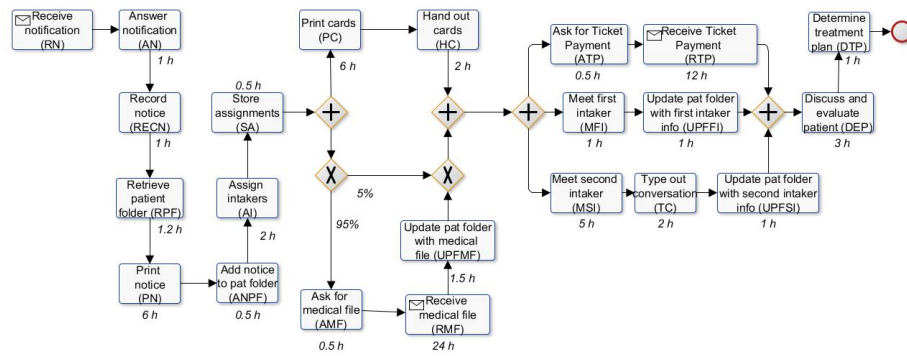 Receive
notification
(RN)
Answer
notification
(AN)
1 h
Record
notice
(RECN)
1 h
Retrieve
patient
folder (RPF)
1.2 h
Print
notice
(PN)
6 h
Add notice
to pat folder
(ANPF)
0.5 h
Assign
intakers
(AI)
2 h
0.5 h
Store
assignments
(SA)
Print cards
(PC)
6 h
Hand out
cards
(HC)
2 h
5%
95%
Ask for
medical file
(AMF)
0.5 h
Receive
medical file
(RMF)
24 h
Update pat folder
with medical
file (UPFMF)
1.5 h
Ask for Ticket
Payment
(ATP)
0.5 h
Receive Ticket
Payment
(RTP)
12 h
Meet first
intaker
(MFI)
1 h
Update pat folder
with first intaker
info (UPFFI)
1 h
Meet second
intaker
(MSI)
5 h
Type out
conversation
(TC)
2 h
Update pat folder
with second intaker
info (UPFSI)
1 h
Discuss and
evaluate
patient (DEP)
3 h
Determine
treatment
plan (DTP)
1 h